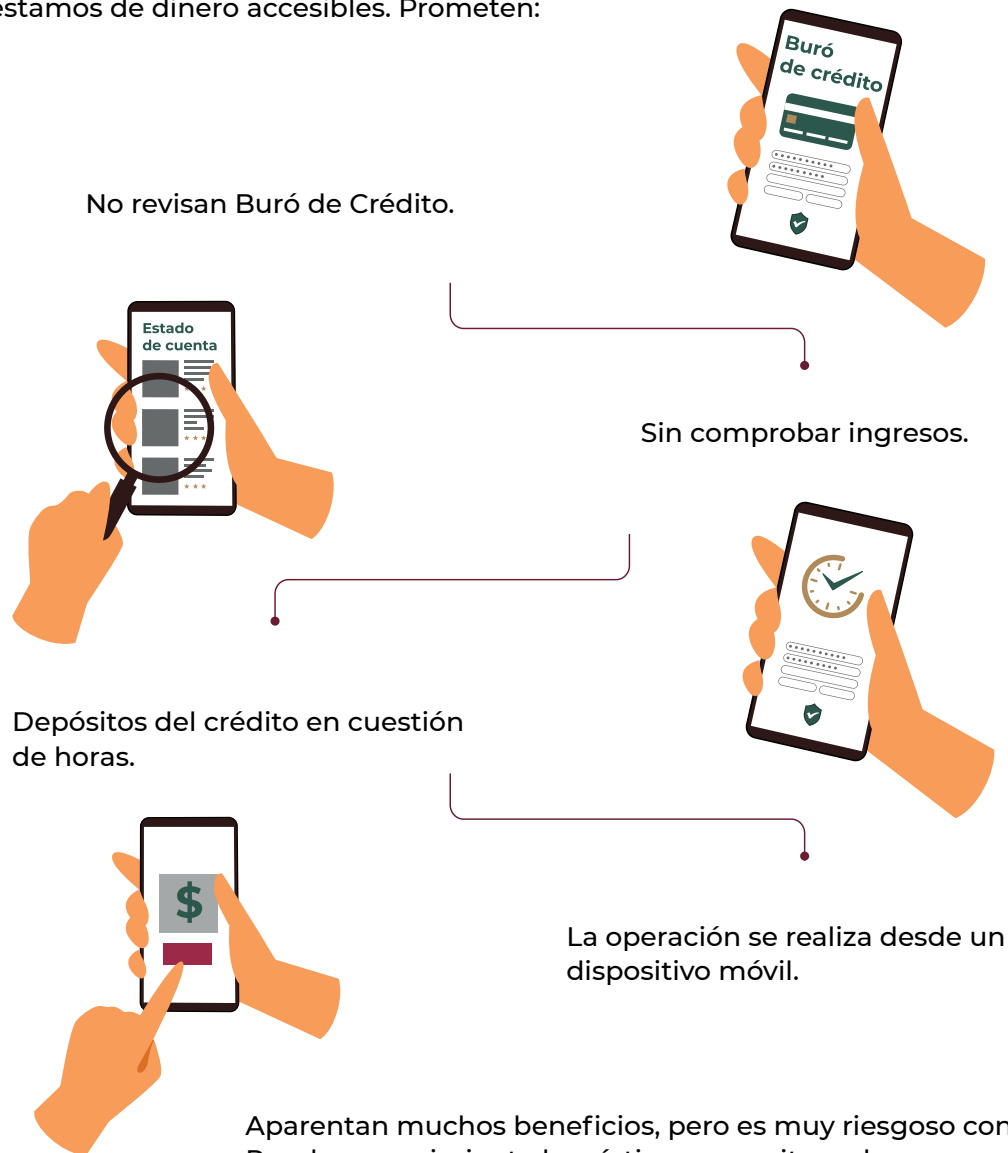 préstamos de dinero accesibles. Prometen:
Buró
de crédito
No revisan Buró de Crédito.
Estado
de cuenta
Sin comprobar ingresos.
Depósitos del crédito en cuestión
de horas.
$
La operación se realiza desde un
dispositivo móvil.
Aparentan muchos beneficios, pero es muy riesgoso con